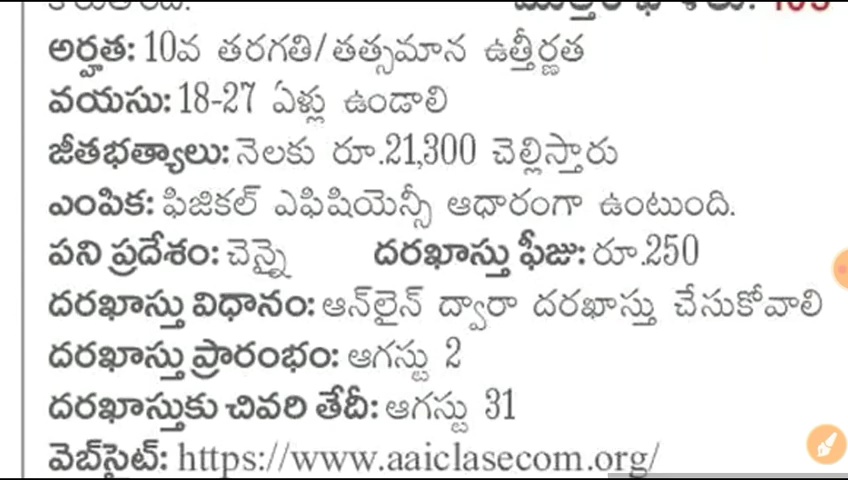 అర్హత: 10వ తరగతి/తత్సమాన ఉత్తీర్ణత
వయసు: 18-27 ఏళ్లు ఉండాలి
జీతభత్యాలు: నెలకు రూ.21,300 చెల్లిస్తారు
ఎంపిక: ఫిజికల్ ఎఫిషియెన్సీ ఆధారంగా ఉంటుంది.
పని ప్రదేశం: చెన్నై దరఖాస్తు ఫీజు: రూ.250
దరఖాస్తు విధానం: ఆన్‌లైన్ ద్వారా దరఖాస్తు చేసుకోవాలి
దరఖాస్తు ప్రారంభం: ఆగస్టు 2
దరఖాస్తుకు చివరి తేదీ: ఆగస్టు 31
వెబ్‌సైట్: https://www.aaiclasecom.org/